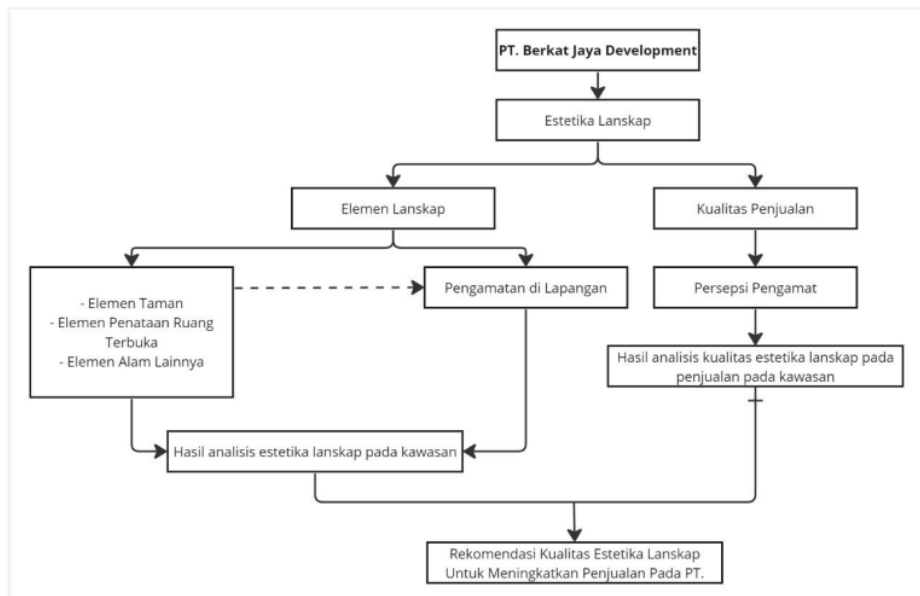 PT. Berkat Jaya Development
Estetika Lanskap
Elemen Lanskap
Kualitas Penjualan
- Elemen Taman
- Elemen Penataan Ruang
Terbuka
- Elemen Alam Lainnya
Pengamatan di Lapangan
Persepsi Pengamat
Hasil analisis kualitas estetika lanskap pada
penjualan pada kawasan
Hasil analisis estetika lanskap pada kawasan
Rekomendasi Kualitas Estetika Lanskap
Untuk Meningkatkan Penjualan Pada PT.